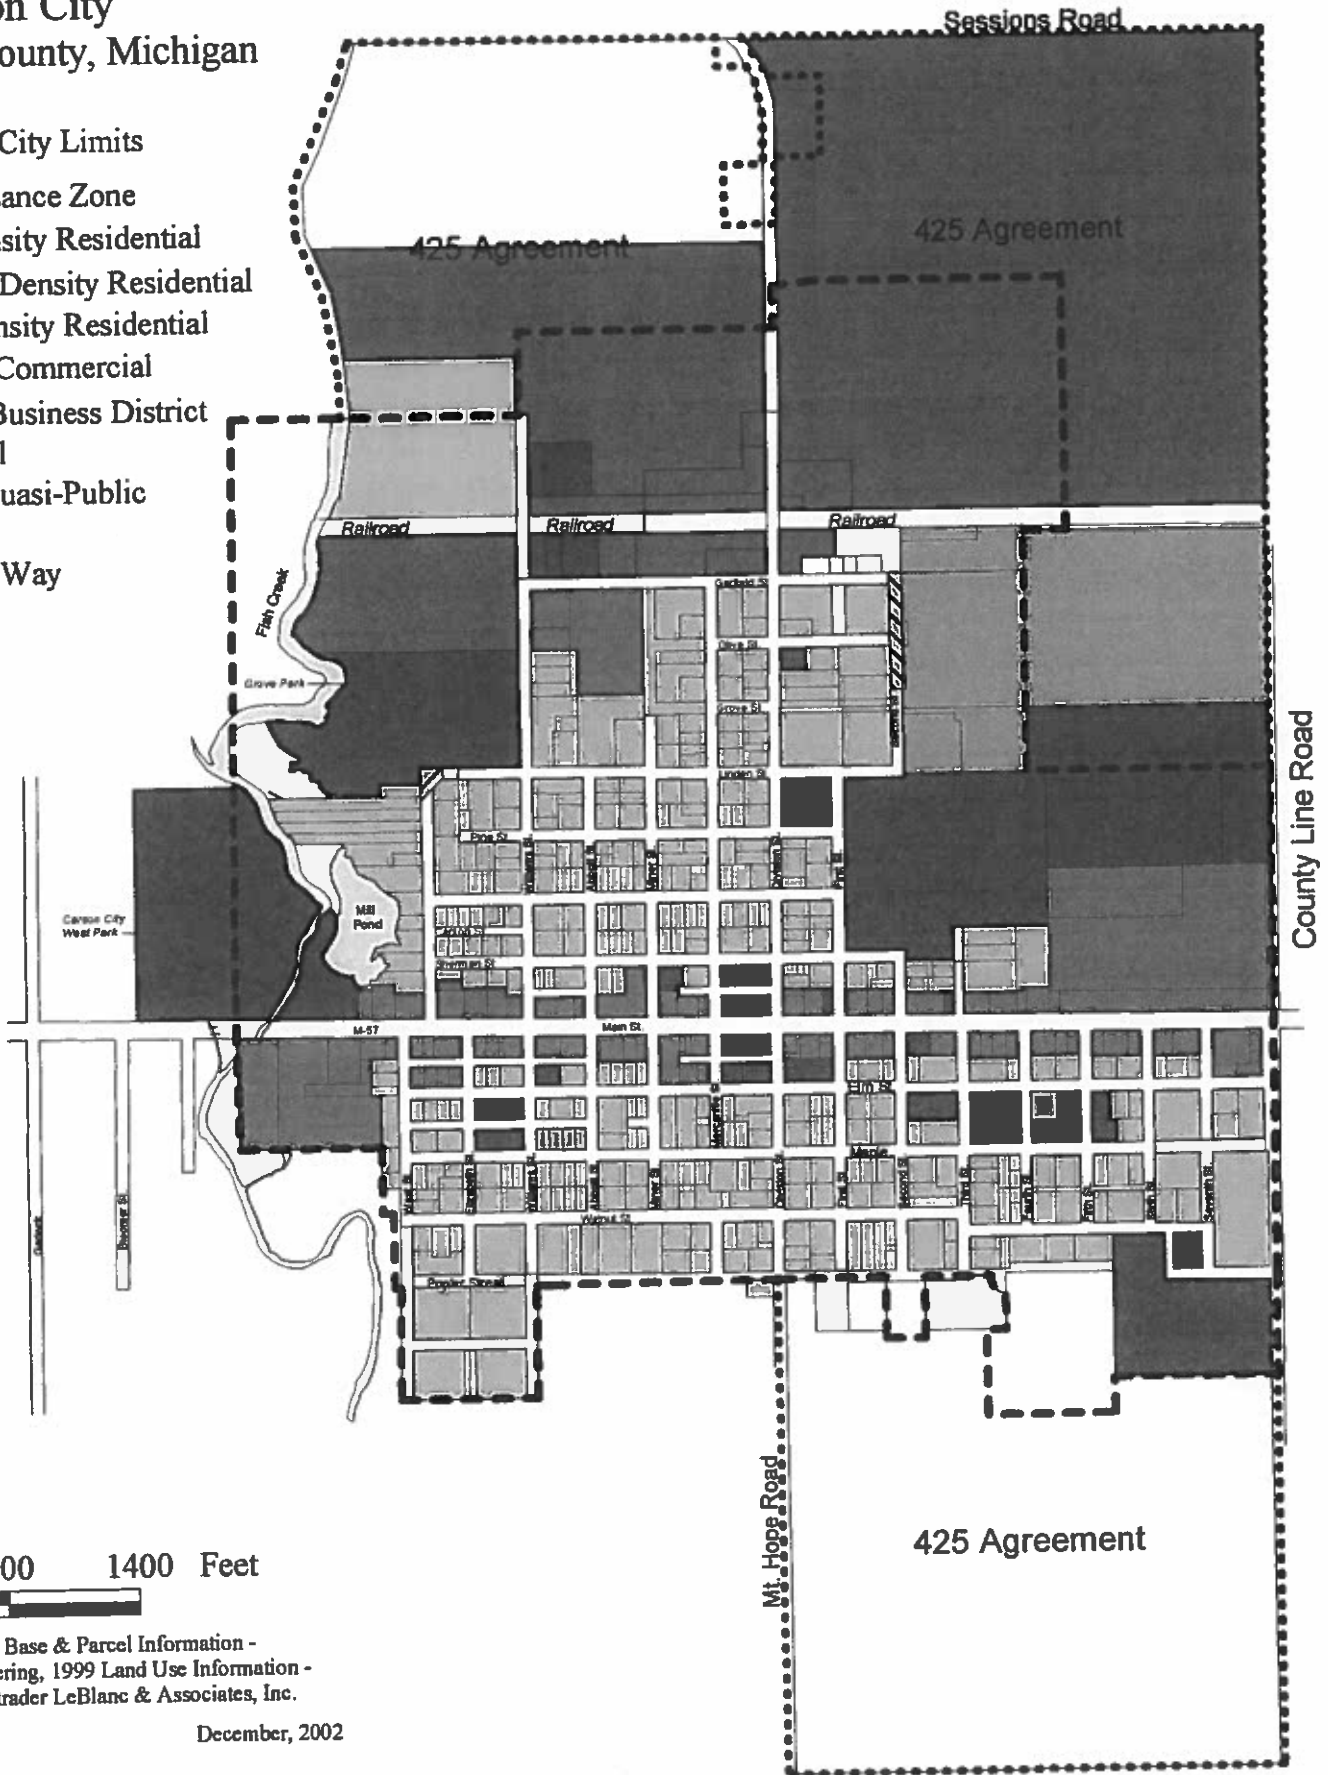 on City
ounty, Michigan
City Limits
ance Zone
sity Residential
Density Residential
nsity Residential
Commercial
Business District
l
uasi-Public
Way
Sessions Road
425 Agreement
425 Agreement
Railroad
Railroad
Railroad
Fish Creek
Garfield St.
Olive St.
Grove Park
Grove St.
Linden St.
Pine St.
County Line Road
Mill
Pond
Carson City
West Park
M-57
Main St.
Elm St.
Maple
Walnut St.
Mt. Hope Road
425 Agreement
00 1400 Feet
Base & Parcel Information -
ering, 1999 Land Use Information -
trader LeBlanc & Associates, Inc.
December, 2002